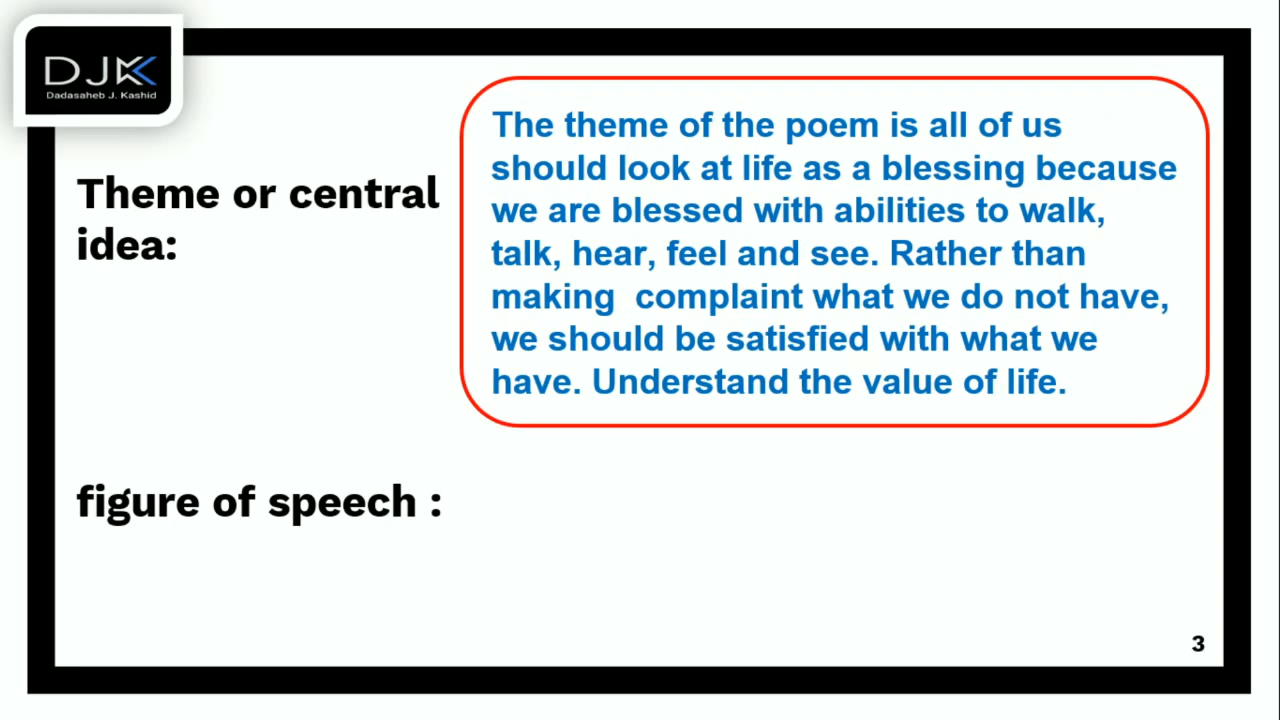 DJK
Dadasaheb J. Kashid
Theme or central
idea:
The theme of the poem is all of us
should look at life as a blessing because
we are blessed with abilities to walk,
talk, hear, feel and see. Rather than
making  complaint what we do not have,
we should be satisfied with what we
have. Understand the value of life.
figure of speech :
3